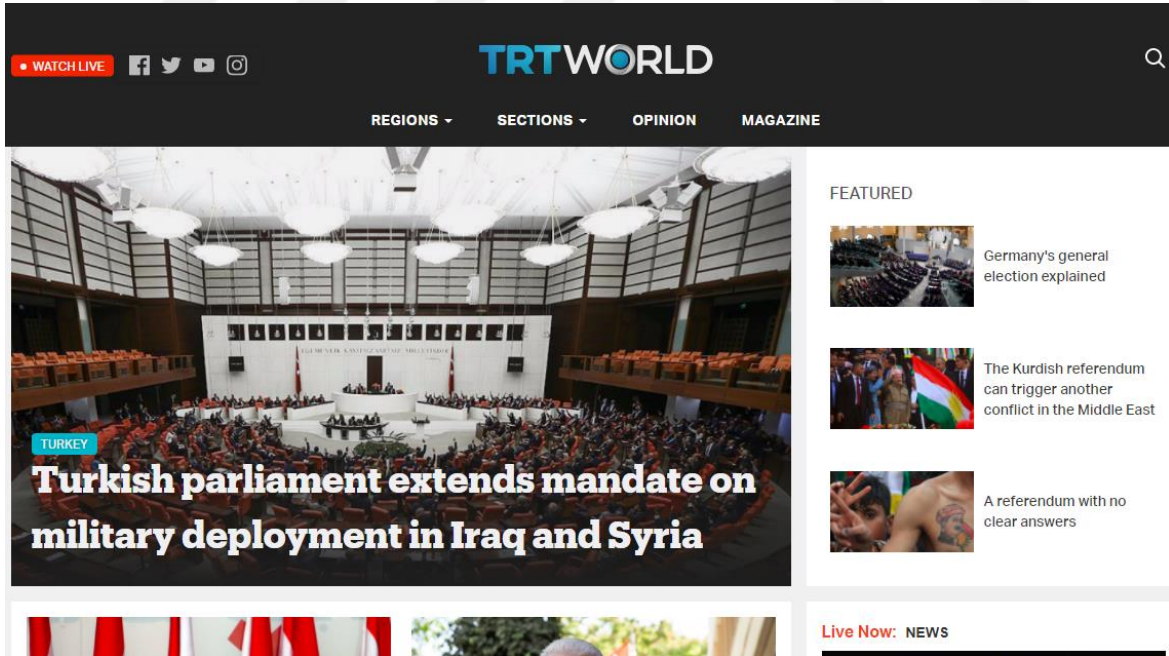 WATCH LIVE
TRTWORLD
REGIONS
SECTIONS
OPINION
MAGAZINE
TURKEY
Turkish parliament extends mandate on
military deployment in Iraq and Syria
FEATURED
Germany's general
election explained
The Kurdish referendum
can trigger another
conflict in the Middle East
A referendum with no
clear answers
Live Now: NEWS